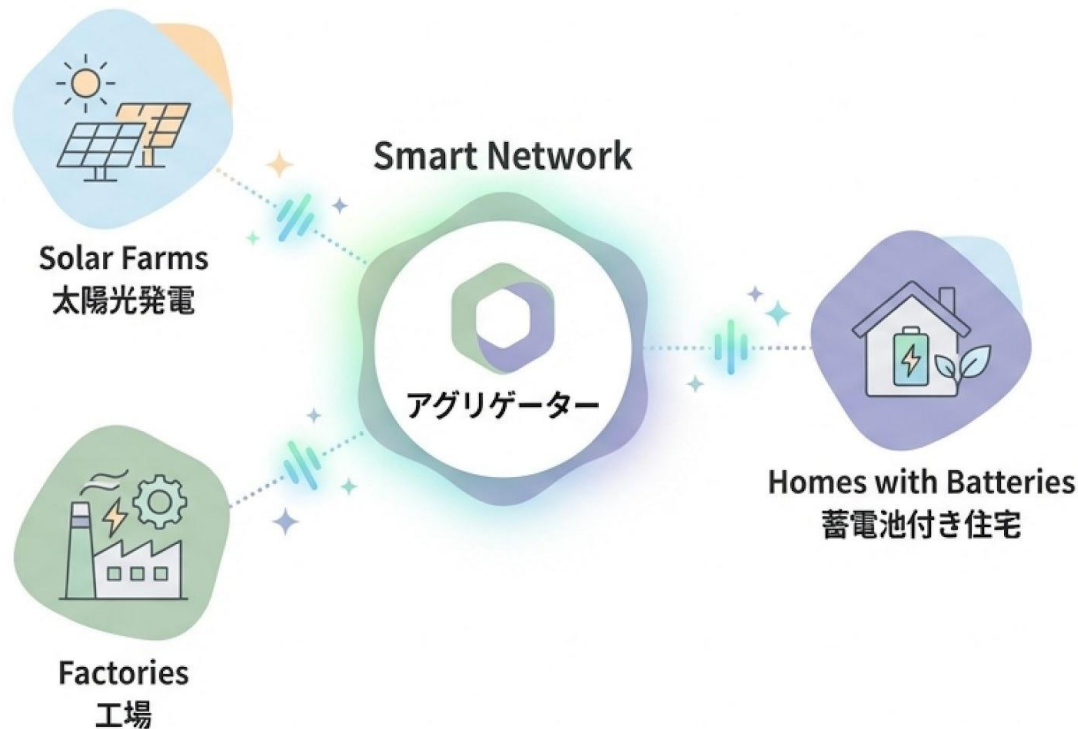 Smart Network
アグリゲーター
Solar Farms
太陽光発電
Factories
工場
Homes with Batteries
蓄電池付き住宅